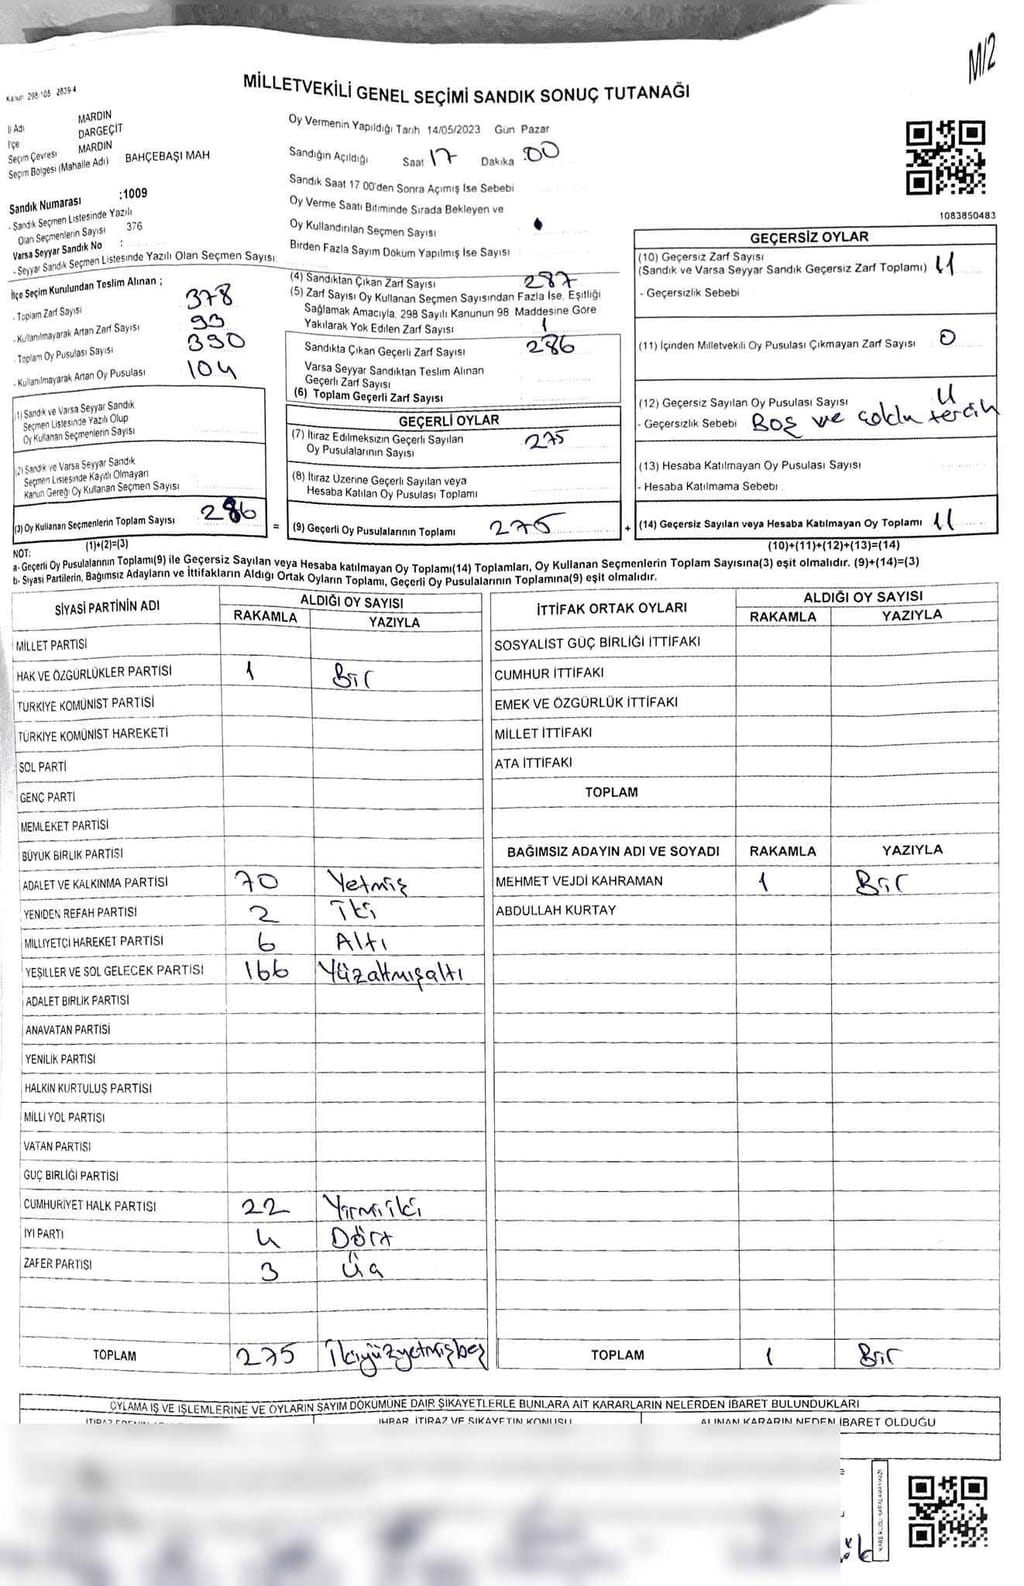 M/2
MİLLETVEKİLİ GENEL SEÇİMİ SANDIK SONUÇ TUTANAĞI
İl Adı MARDİN
İlçe DARGEÇİT
Seçim Çevresi MARDİN
Seçim Bölgesi (Mahalle Adı) BAHÇEBAŞI MAH
Oy Vermenin Yapıldığı Tarih 14/05/2023 Gün Pazar
Sandığın Açıldığı Saat 17 Dakika :00
Sandık Saat 17 00'den Sonra Açımış İse Sebebi
Oy Verme Saati Bitiminde Sırada Bekleyen ve
Oy Kullandırılan Seçmen Sayısı
Birden Fazla Sayım Döküm Yapılmış İse Sayısı
1083850483
Sandık Numarası :1009
- Sandık Seçmen Listesinde Yazılı
Olan Seçmenlerin Sayısı 376
Varsa Seyyar Sandık No :
- Seyyar Sandık Seçmen Listesinde Yazılı Olan Seçmen Sayısı
İlçe Seçim Kurulundan Teslim Alınan ;
- Toplam Zarf Sayısı 378
- Kullanılmayarak Artan Zarf Sayısı 93
- Toplam Oy Pusulası Sayısı 390
- Kullanılmayarak Artan Oy Pusulası 104
(1) Sandık ve Varsa Seyyar Sandık
Seçmen Listesinde Yazılı Olup
Oy Kullanan Seçmenlerin Sayısı
(2) Sandık ve Varsa Seyyar Sandık
Seçmen Listesinde Kayıtlı Olmayan
Kanun Gereği Oy Kullanan Seçmen Sayısı
(3) Oy Kullanan Seçmenlerin Toplam Sayısı 286
(1)+(2)=(3)
(4) Sandıktan Çıkan Zarf Sayısı 287
(5) Zarf Sayısı Oy Kullanan Seçmen Sayısından Fazla İse, Eşitliği
Sağlamak Amacıyla, 298 Sayılı Kanunun 98 Maddesine Göre
Yakılarak Yok Edilen Zarf Sayısı 1
Sandıkta Çıkan Geçerli Zarf Sayısı 286
Varsa Seyyar Sandıktan Teslim Alınan
Geçerli Zarf Sayısı
(6) Toplam Geçerli Zarf Sayısı
GEÇERLİ OYLAR
(7) İtiraz Edilmeksizin Geçerli Sayılan 275
Oy Pusulalarının Sayısı
(8) İtiraz Üzerine Geçerli Sayılan veya
Hesaba Katılan Oy Pusulası Toplamı
= (9) Geçerli Oy Pusulalarının Toplamı 275 +
GEÇERSİZ OYLAR
(10) Geçersiz Zarf Sayısı
(Sandık ve Varsa Seyyar Sandık Geçersiz Zarf Toplamı) 11
- Geçersizlik Sebebi
(11) İçinden Milletvekili Oy Pusulası Çıkmayan Zarf Sayısı 0
(12) Geçersiz Sayılan Oy Pusulası Sayısı
- Geçersizlik Sebebi Boş ve çoklu tercih
(13) Hesaba Katılmayan Oy Pusulası Sayısı
- Hesaba Katılmama Sebebi
(14) Geçersiz Sayılan veya Hesaba Katılmayan Oy Toplamı 11
(10)+(11)+(12)+(13)=(14)
NOT:
a- Geçerli Oy Pusulalarının Toplamı(9) ile Geçersiz Sayılan veya Hesaba katılmayan Oy Toplamı(14) Toplamları, Oy Kullanan Seçmenlerin Toplam Sayısına(3) eşit olmalıdır. (9)+(14)=(3)
b- Siyasi Partilerin, Bağımsız Adayların ve İttifakların Aldığı Ortak Oyların Toplamı, Geçerli Oy Pusulalarının Toplamına(9) eşit olmalıdır.
SİYASİ PARTİNİN ADI ALDIĞI OY SAYISI
RAKAMLA YAZIYLA
MİLLET PARTİSİ
HAK VE ÖZGÜRLÜKLER PARTİSİ 1 Bir
TÜRKİYE KOMÜNİST PARTİSİ
TÜRKİYE KOMÜNİST HAREKETİ
SOL PARTİ
GENÇ PARTİ
MEMLEKET PARTİSİ
BÜYÜK BİRLİK PARTİSİ
ADALET VE KALKINMA PARTİSİ 70 Yetmiş
YENİDEN REFAH PARTİSİ 2 İki
MİLLİYETÇİ HAREKET PARTİSİ 6 Altı
YEŞİLLER VE SOL GELECEK PARTİSİ 166 Yüzaltmışaltı
ADALET BİRLİK PARTİSİ
ANAVATAN PARTİSİ
YENİLİK PARTİSİ
HALKIN KURTULUŞ PARTİSİ
MİLLİ YOL PARTİSİ
VATAN PARTİSİ
GÜÇ BİRLİĞİ PARTİSİ
CUMHURİYET HALK PARTİSİ 22 Yirmiiki
İYİ PARTİ 4 Dört
ZAFER PARTİSİ 3 Üç
TOPLAM 275 İkiyüzyetmişbeş
İTTİFAK ORTAK OYLARI ALDIĞI OY SAYISI
RAKAMLA YAZIYLA
SOSYALİST GÜÇ BİRLİĞİ İTTİFAKI
CUMHUR İTTİFAKI
EMEK VE ÖZGÜRLÜK İTTİFAKI
MİLLET İTTİFAKI
ATA İTTİFAKI
TOPLAM
BAĞIMSIZ ADAYIN ADI VE SOYADI RAKAMLA YAZIYLA
MEHMET VEJDİ KAHRAMAN 1 Bir
ABDULLAH KURTAY
TOPLAM 1 Bir
OYLAMA İŞ VE İŞLEMLERİNE VE OYLARIN SAYIM DÖKÜMÜNE DAİR ŞİKAYETLERLE BUNLARA AİT KARARLARIN NELERDEN İBARET BULUNDUKLARI
İHBAR, İTİRAZ VE ŞİKAYETİN KONUSU ALINAN KARARIN NEDEN İBARET OLDUĞU